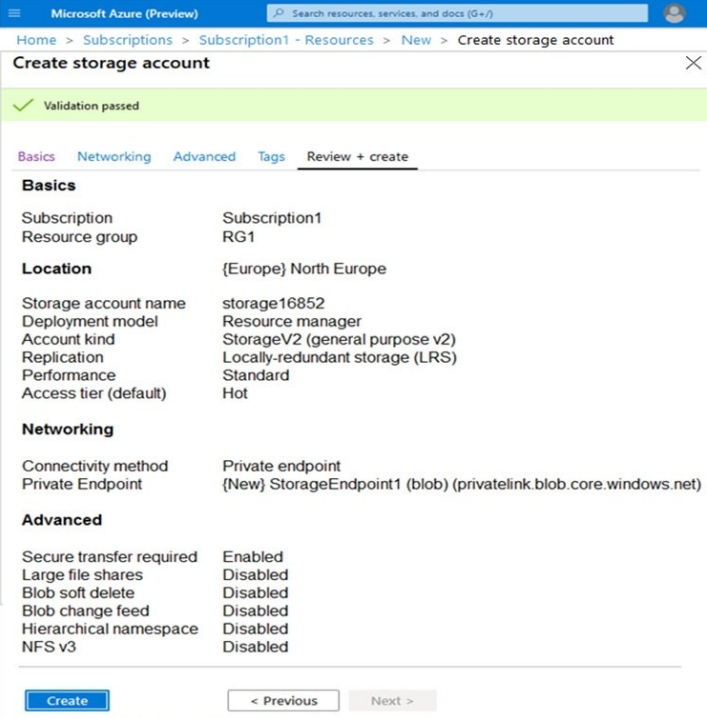 Microsoft Azure (Preview)
Search resources, services, and docs (G+/)
Home > Subscriptions > Subscription1 - Resources > New > Create storage account
Create storage account
Validation passed
Basics Networking Advanced Tags Review + create
Basics
Subscription Subscription1
Resource group RG1
Location {Europe} North Europe
Storage account name storage16852
Deployment model Resource manager
Account kind StorageV2 (general purpose v2)
Replication Locally-redundant storage (LRS)
Performance Standard
Access tier (default) Hot
Networking
Connectivity method Private endpoint
Private Endpoint {New} StorageEndpoint1 (blob) (privatelink.blob.core.windows.net)
Advanced
Secure transfer required Enabled
Large file shares Disabled
Blob soft delete Disabled
Blob change feed Disabled
Hierarchical namespace Disabled
NFS v3 Disabled
Create < Previous Next >